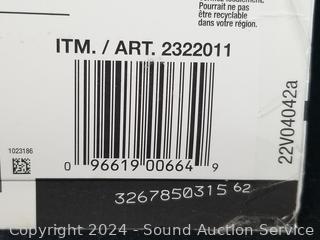 Pourrait ne pas
être recyclable
dans votre région.
ITM. / ART. 2322011
1023186
0 96619 00664 9
22V04042a
3267850315 62
Copyright 2024 - Sound Auction Service